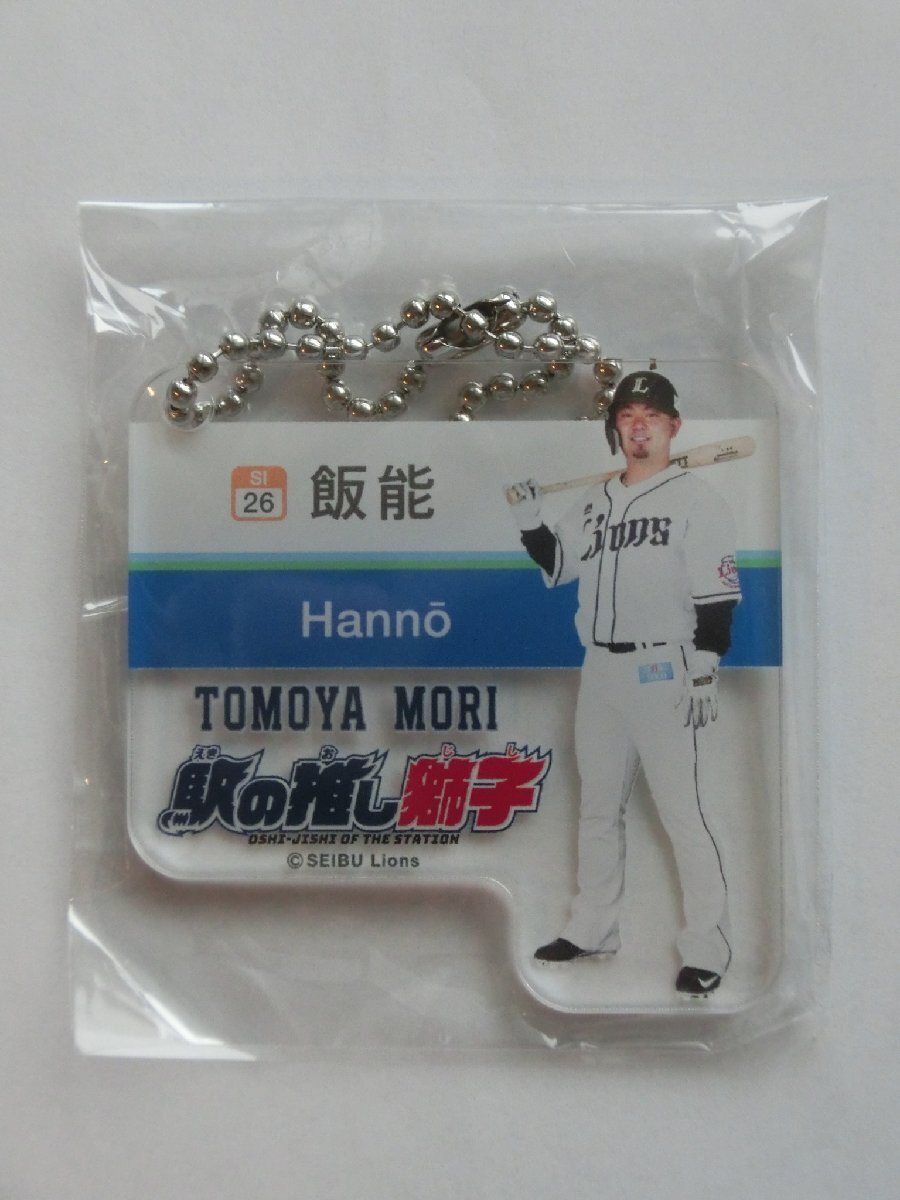 L
SI
26
飯能
Lions
Hannō
TOMOYA MORI
えき お じし
駅の推し獅子
OSHI-JISHI OF THE STATION
©SEIBU Lions